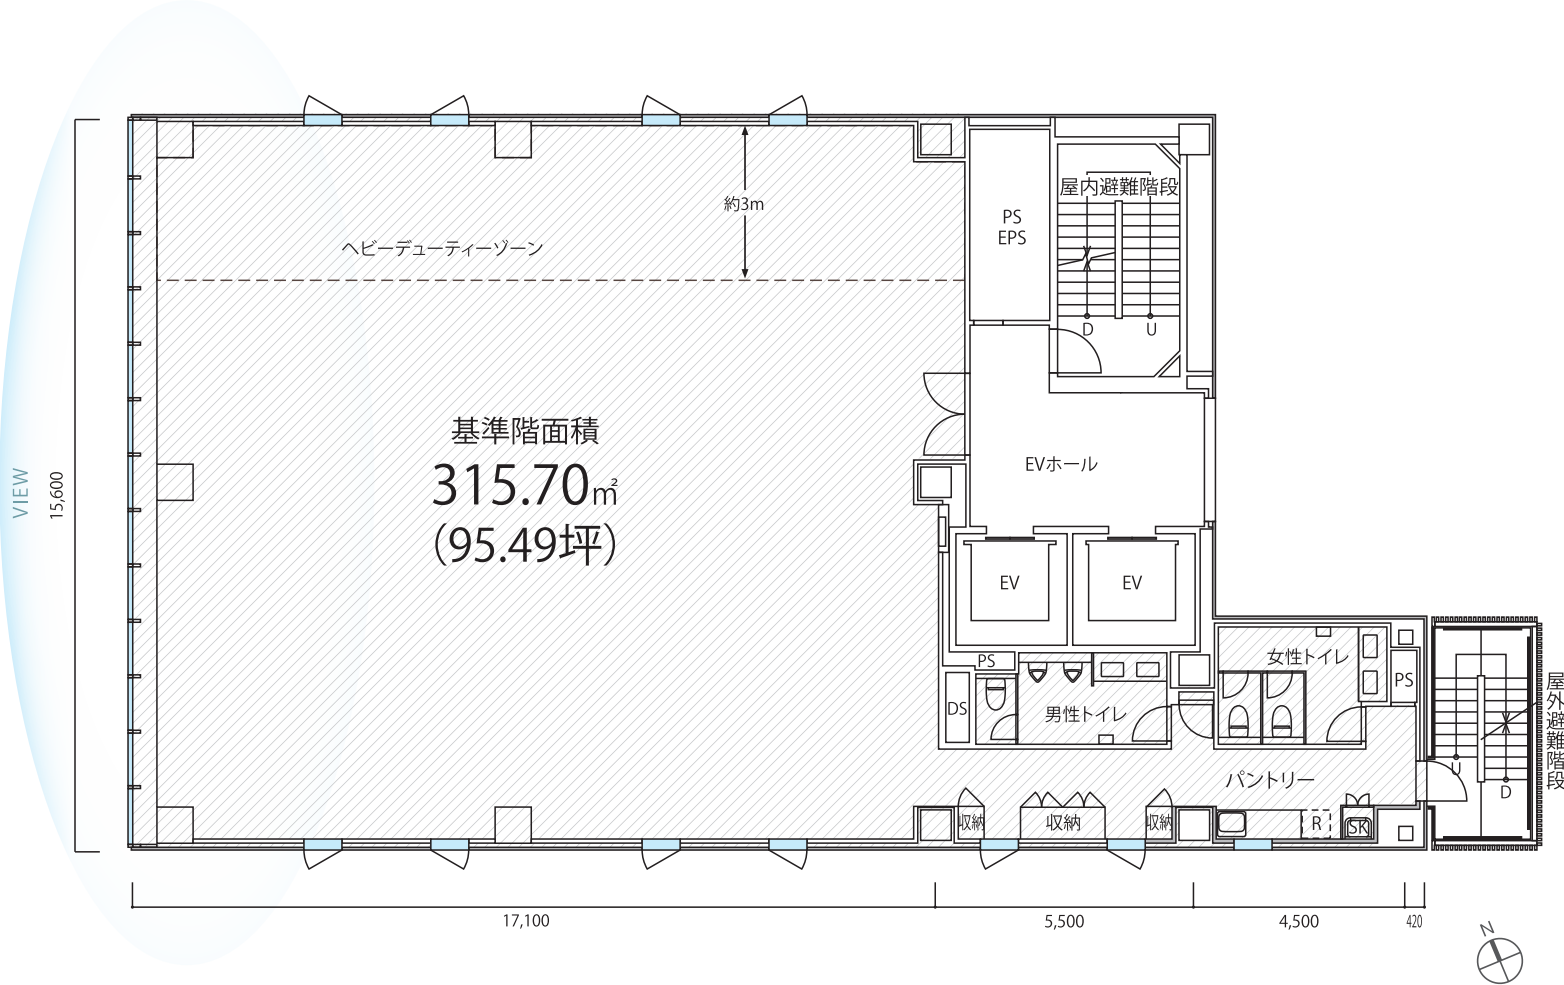 屋内避難階段
約3m
PS
EPS
ヘビーデューティーゾーン
D
U
基準階面積
315.70㎡
(95.49坪)
EVホール
VIEW
15,600
EV
EV
PS
女性トイレ
PS
DS
男性トイレ
屋外避難階段
U
D
パントリー
収納
収納
収納
R
SK
17,100
5,500
4,500
420
N